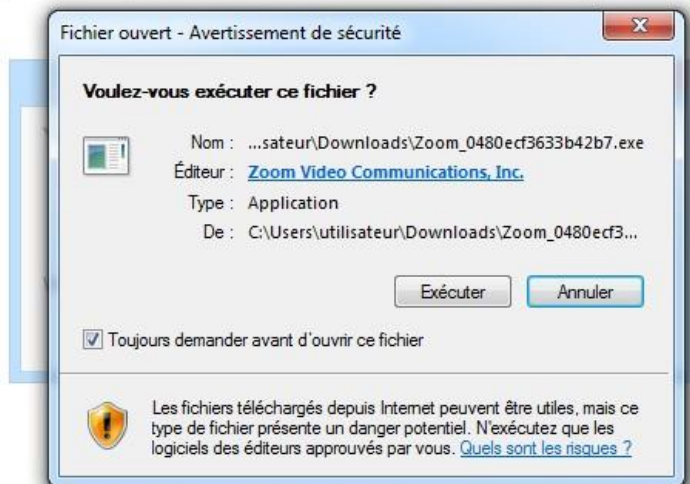 Fichier ouvert - Avertissement de sécurité
Voulez-vous exécuter ce fichier ?
Nom : ...sateur\Downloads\Zoom_0480ecf3633b42b7.exe
Éditeur : Zoom Video Communications, Inc.
Type : Application
De : C:\Users\utilisateur\Downloads\Zoom_0480ecf3...
Exécuter Annuler
Toujours demander avant d'ouvrir ce fichier
Les fichiers téléchargés depuis Internet peuvent être utiles, mais ce
type de fichier présente un danger potentiel. N'exécutez que les
logiciels des éditeurs approuvés par vous. Quels sont les risques ?